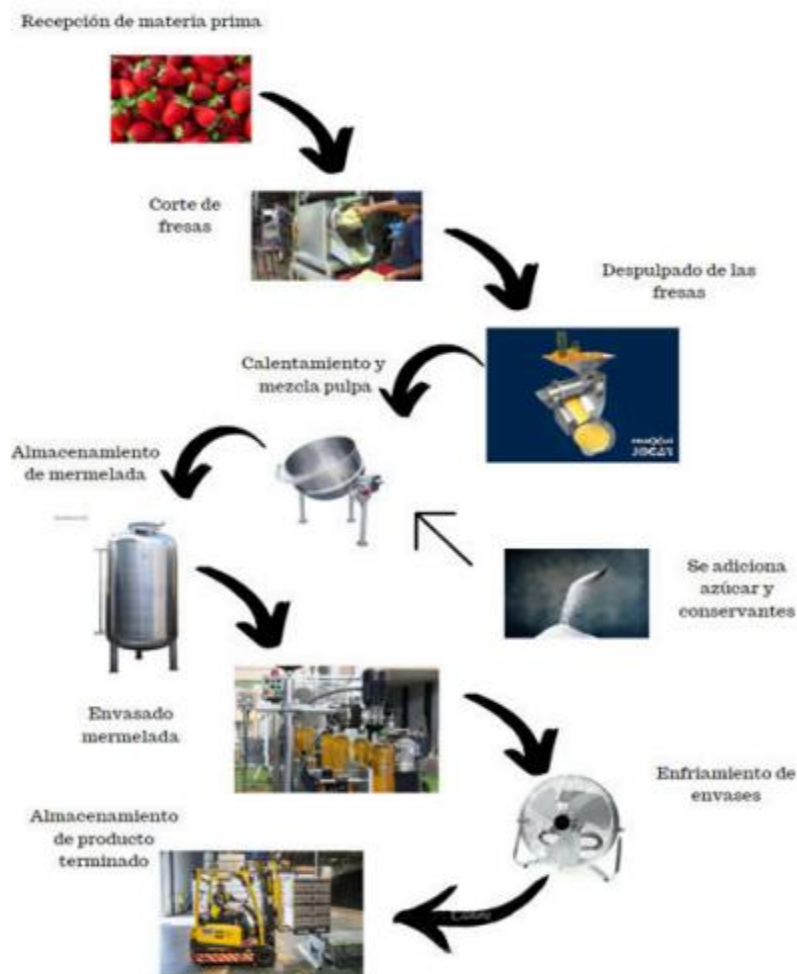 Recepción de materia prima
Corte de
fresas
Despulpado de las
fresas
Calentamiento y
mezcla pulpa
Almacenamiento
de mermelada
Se adiciona
azúcar y
conservantes
Envasado
mermelada
Enfriamiento de
envases
Almacenamiento
de producto
terminado